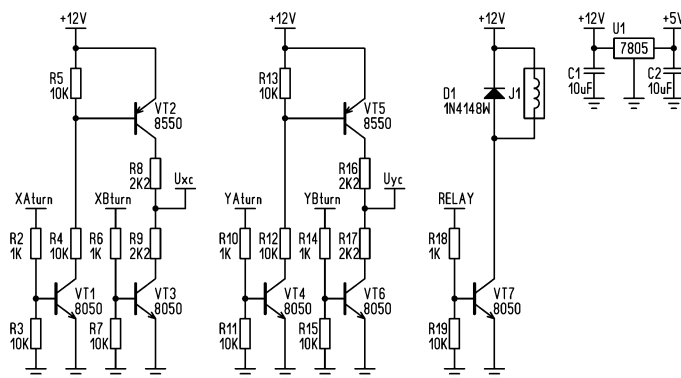 +12V
+12V
+12V
+12V
U1
+5V
7805
R5
10K
R13
10K
C1
10uF
C2
10uF
D1
1N4148W
J1
VT2
8550
VT5
8550
R8
2K2
Uxc
R16
2K2
Uyc
XAturn
XBturn
YAturn
YBturn
RELAY
R2
1K
R4
10K
R6
1K
R9
2K2
R10
1K
R12
10K
R14
1K
R17
2K2
R18
1K
VT1
8050
VT3
8050
VT4
8050
VT6
8050
VT7
8050
R3
10K
R7
10K
R11
10K
R15
10K
R19
10K